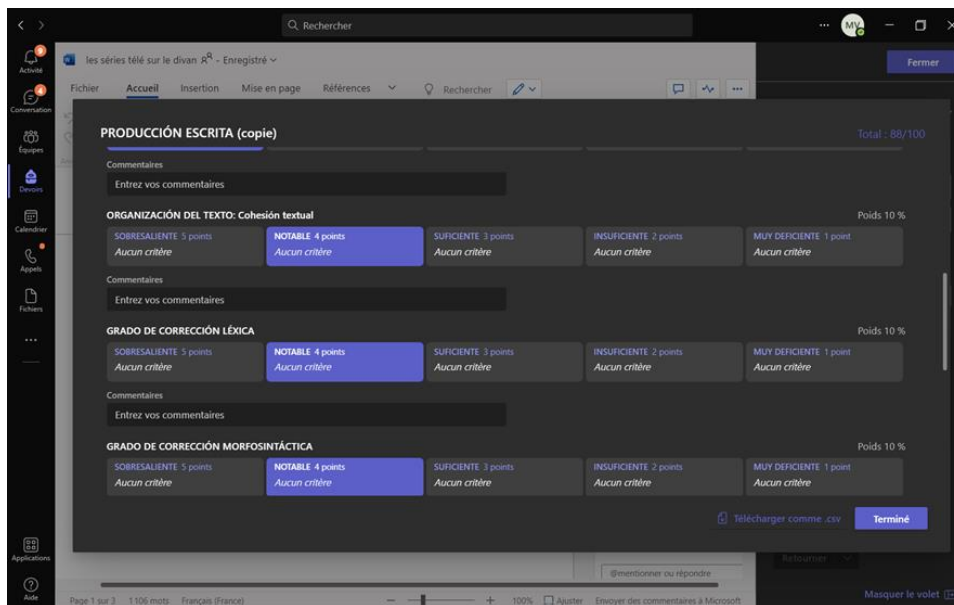 Rechercher
MV
9
Activité
les séries télé sur le divan - Enregistré
Fermer
Fichier Accueil Insertion Mise en page Références Rechercher
4
Conversation
Équipes
Devoirs
Calendrier
Appels
Fichiers
PRODUCCIÓN ESCRITA (copie) Total : 88/100
Commentaires
Entrez vos commentaires
ORGANIZACIÓN DEL TEXTO: Cohesión textual Poids 10 %
SOBRESALIENTE 5 points NOTABLE 4 points SUFICIENTE 3 points INSUFICIENTE 2 points MUY DEFICIENTE 1 point
Aucun critère Aucun critère Aucun critère Aucun critère Aucun critère
Commentaires
Entrez vos commentaires
GRADO DE CORRECCIÓN LÉXICA Poids 10 %
SOBRESALIENTE 5 points NOTABLE 4 points SUFICIENTE 3 points INSUFICIENTE 2 points MUY DEFICIENTE 1 point
Aucun critère Aucun critère Aucun critère Aucun critère Aucun critère
Commentaires
Entrez vos commentaires
GRADO DE CORRECCIÓN MORFOSINTÁCTICA Poids 10 %
SOBRESALIENTE 5 points NOTABLE 4 points SUFICIENTE 3 points INSUFICIENTE 2 points MUY DEFICIENTE 1 point
Aucun critère Aucun critère Aucun critère Aucun critère Aucun critère
Télécharger comme .csv Terminé
Applications
Retourner
@mentionner ou répondre
Aide
Page 1 sur 3 1 106 mots Français (France) 100% Ajuster Envoyer des commentaires à Microsoft
Masquer le volet